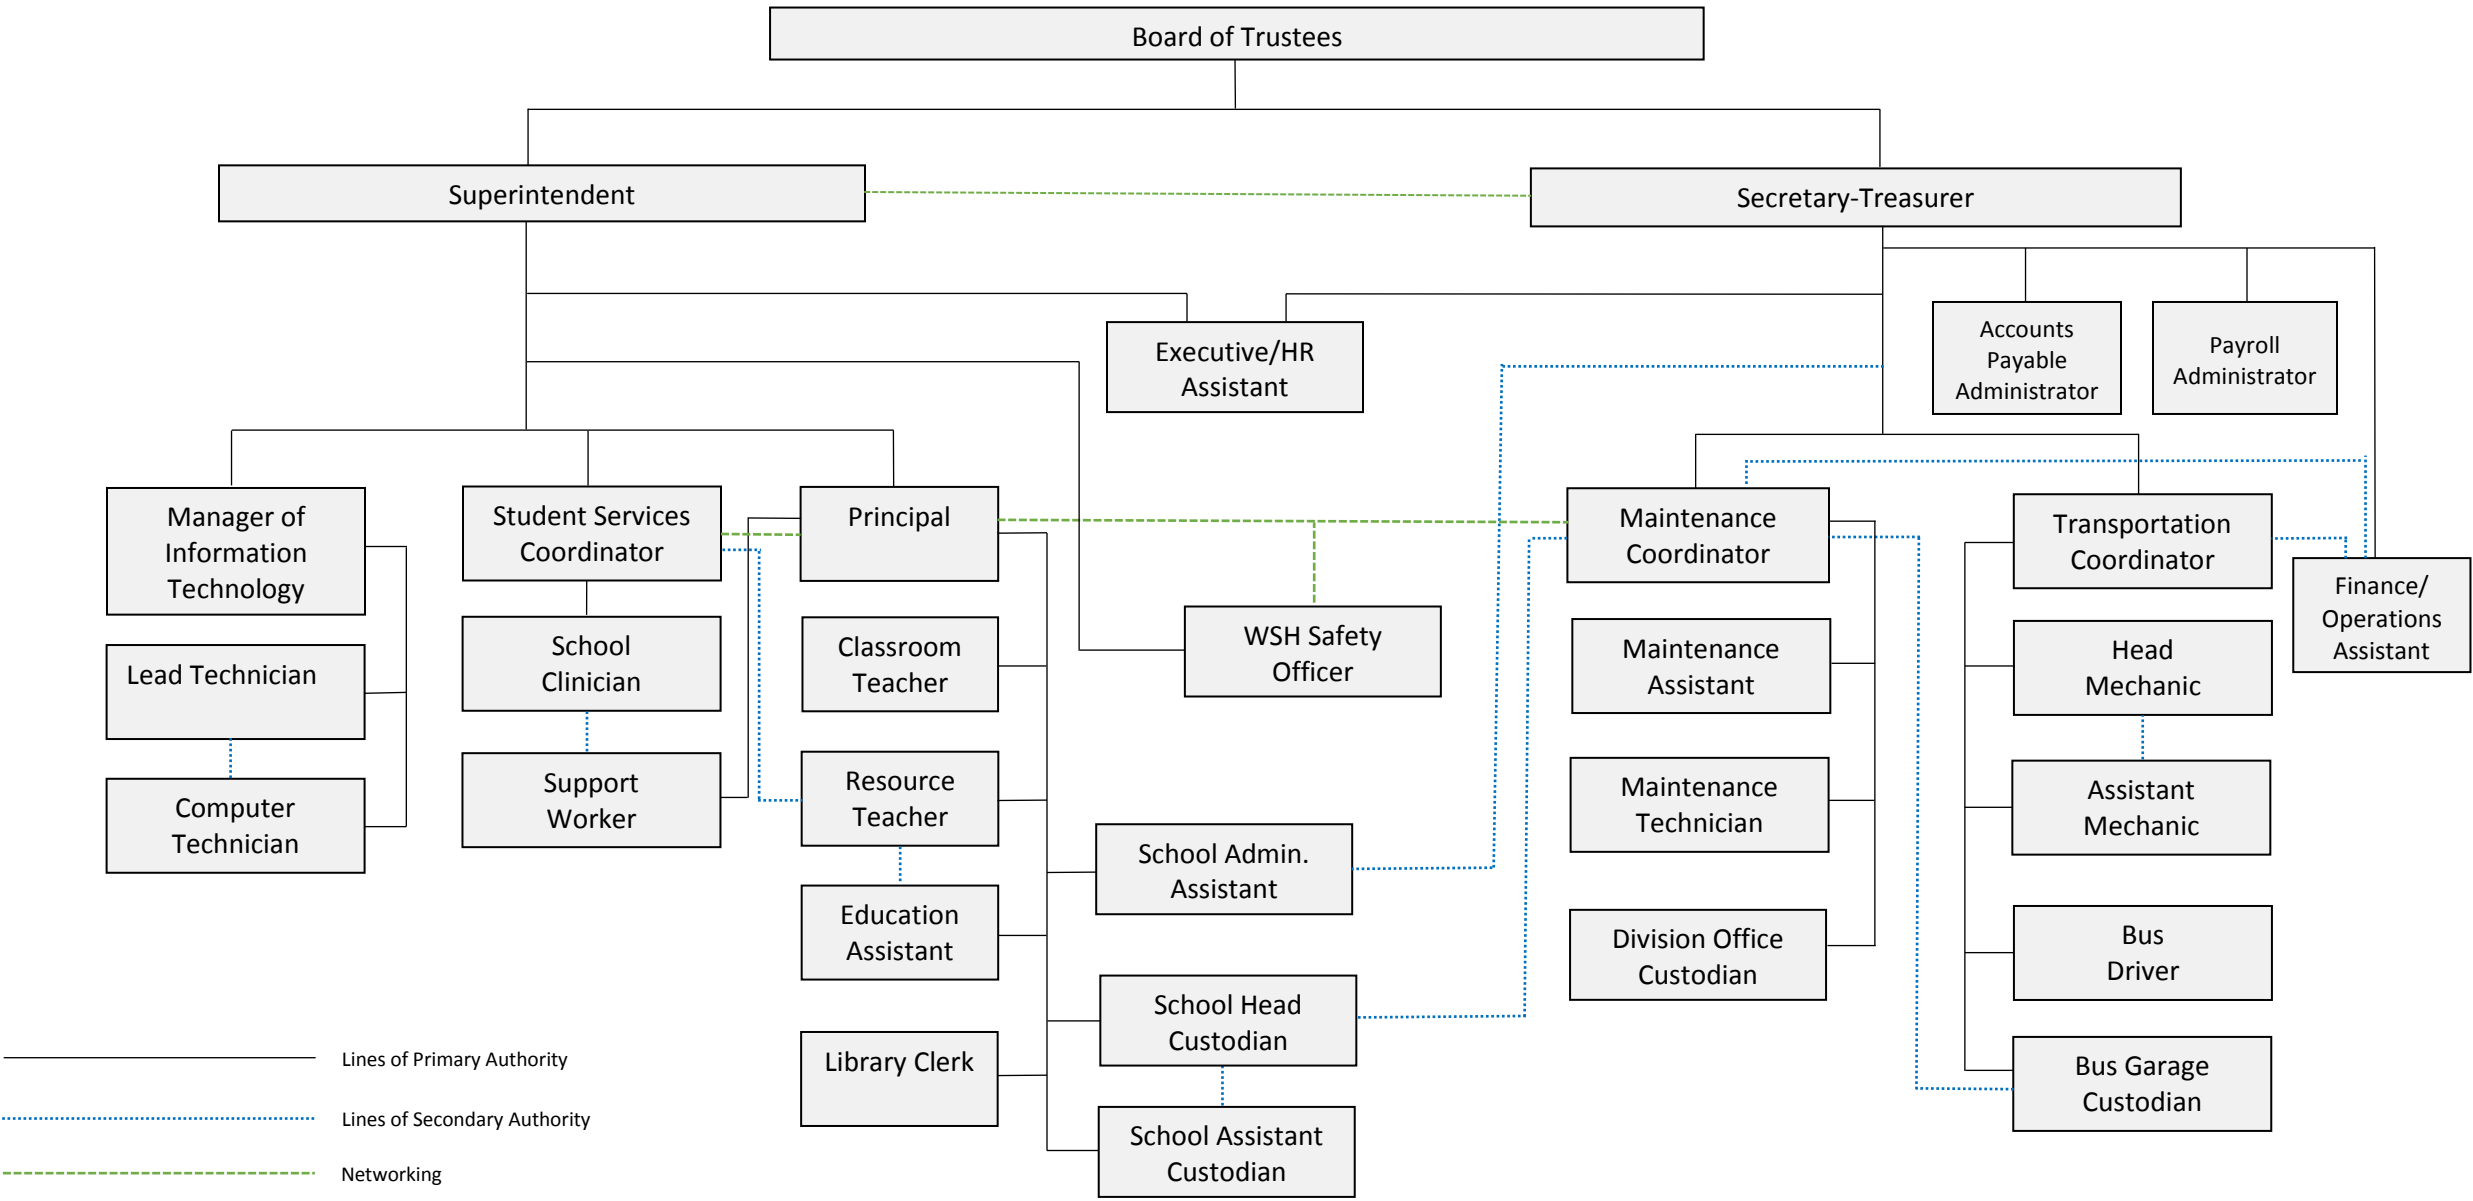 Board of Trustees
Superintendent
Secretary-Treasurer
Executive/HR
Assistant
Accounts
Payable
Administrator
Payroll
Administrator
Manager of
Information
Technology
Student Services
Coordinator
Principal
Maintenance
Coordinator
Transportation
Coordinator
Finance/
Operations
Assistant
Lead Technician
School
Clinician
Classroom
Teacher
WSH Safety
Officer
Maintenance
Assistant
Head
Mechanic
Computer
Technician
Support
Worker
Resource
Teacher
School Admin.
Assistant
Maintenance
Technician
Assistant
Mechanic
Education
Assistant
Division Office
Custodian
Bus
Driver
School Head
Custodian
Library Clerk
Bus Garage
Custodian
School Assistant
Custodian
Lines of Primary Authority
Lines of Secondary Authority
Networking